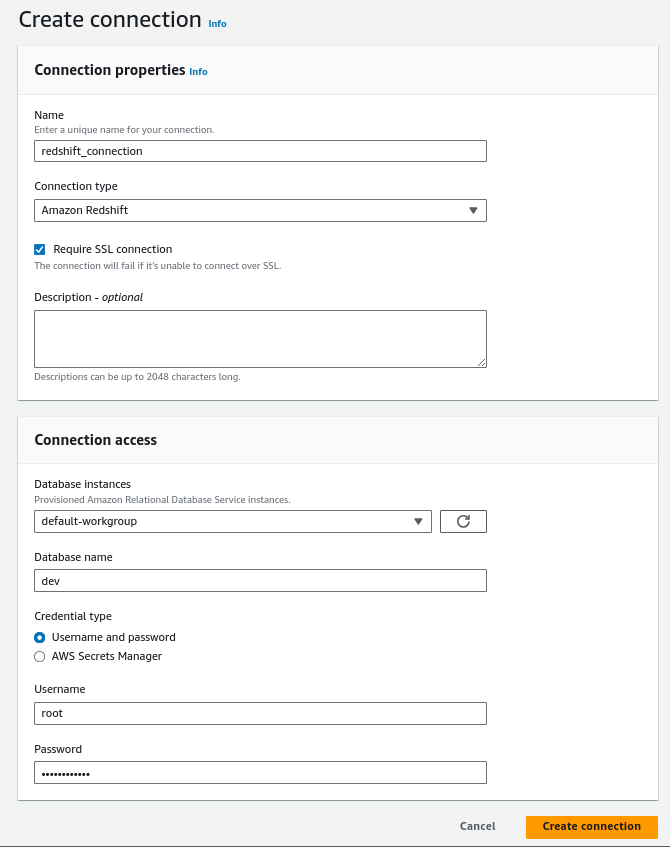 Create connection Info
Connection properties Info
Name
Enter a unique name for your connection.
redshift_connection
Connection type
Amazon Redshift
Require SSL connection
The connection will fail if it's unable to connect over SSL.
Description - optional
Descriptions can be up to 2048 characters long.
Connection access
Database instances
Provisioned Amazon Relational Database Service instances.
default-workgroup
Database name
dev
Credential type
Username and password
AWS Secrets Manager
Username
root
Password
••••••••••••
Cancel Create connection